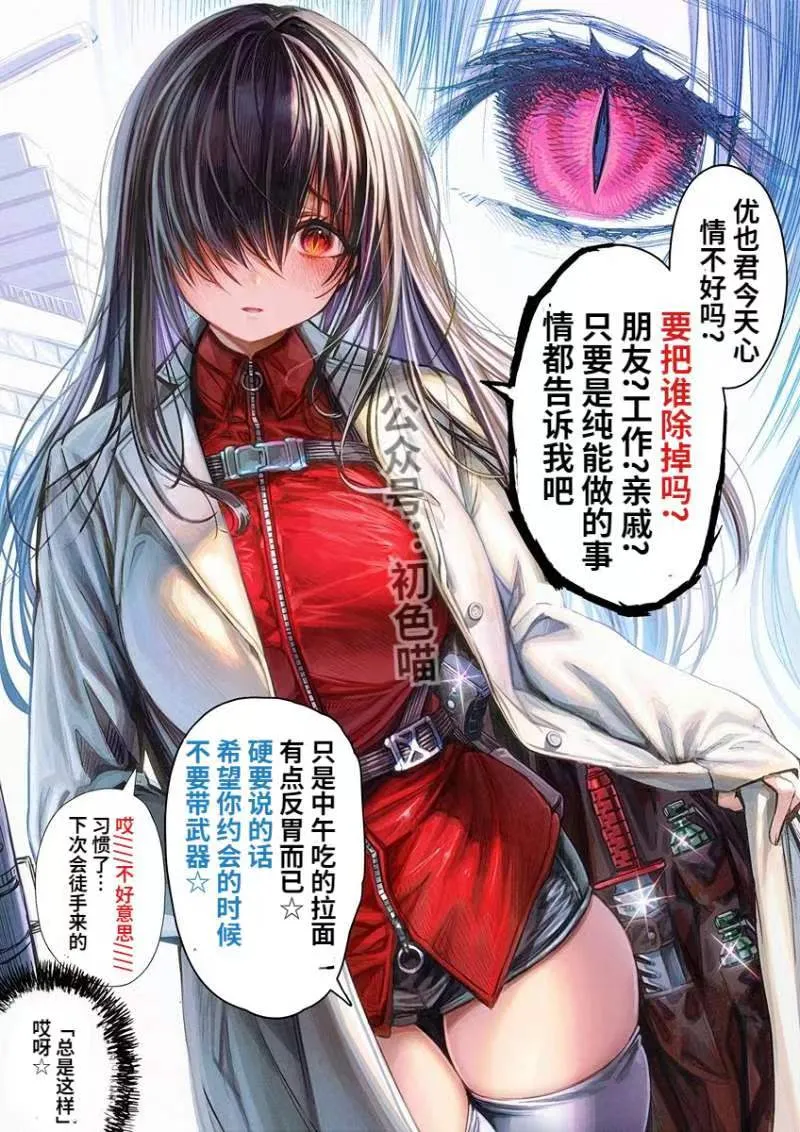 优也君今天心
情不好吗?
要把谁除掉吗?
朋友?工作?亲戚?
只要是纯能做的事
情都告诉我吧
公众号:初色喵
只是中午吃的拉面
有点反胃而已☆
硬要说的话
希望你约会的时候
不要带武器☆
哎////不好意思////
习惯了…
下次会徒手来的
「总是这样」
哎呀☆